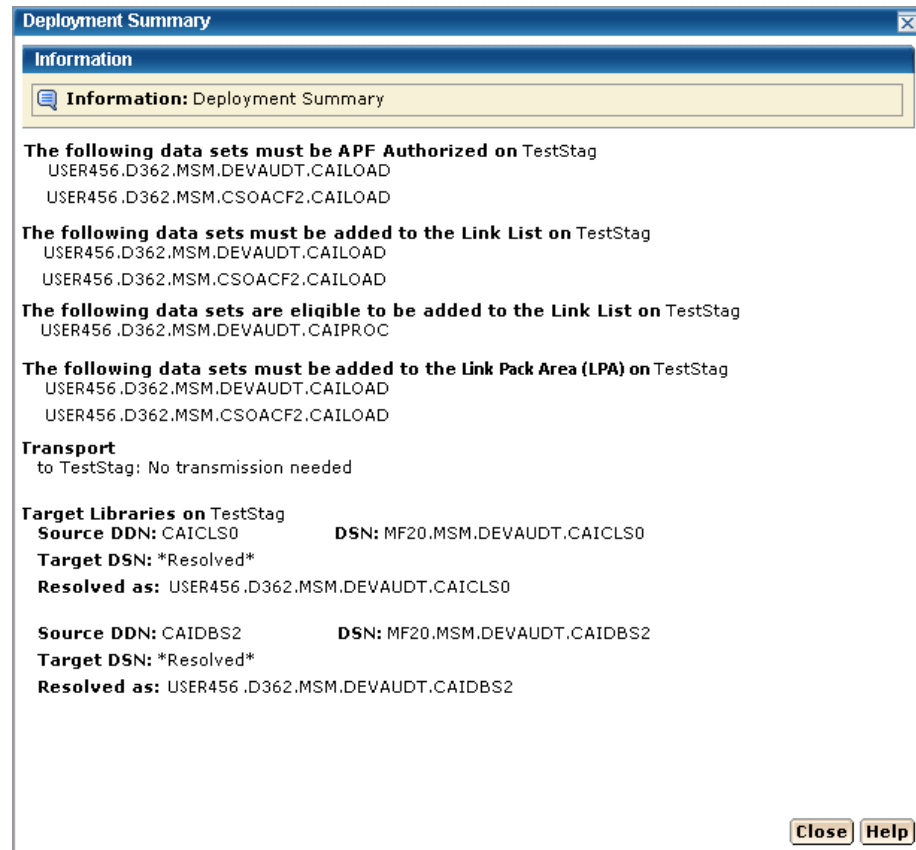 Deployment Summary
Information
Information: Deployment Summary
The following data sets must be APF Authorized on TestStag
USER456.D362.MSM.DEVAUDT.CAILOAD
USER456.D362.MSM.CSOACF2.CAILOAD
The following data sets must be added to the Link List on TestStag
USER456.D362.MSM.DEVAUDT.CAILOAD
USER456.D362.MSM.CSOACF2.CAILOAD
The following data sets are eligible to be added to the Link List on TestStag
USER456.D362.MSM.DEVAUDT.CAIPROC
The following data sets must be added to the Link Pack Area (LPA) on TestStag
USER456.D362.MSM.DEVAUDT.CAILOAD
USER456.D362.MSM.CSOACF2.CAILOAD
Transport
to TestStag: No transmission needed
Target Libraries on TestStag
Source DDN: CAICLS0 DSN: MF20.MSM.DEVAUDT.CAICLS0
Target DSN: *Resolved*
Resolved as: USER456.D362.MSM.DEVAUDT.CAICLS0
Source DDN: CAIDBS2 DSN: MF20.MSM.DEVAUDT.CAIDBS2
Target DSN: *Resolved*
Resolved as: USER456.D362.MSM.DEVAUDT.CAIDBS2
Close Help